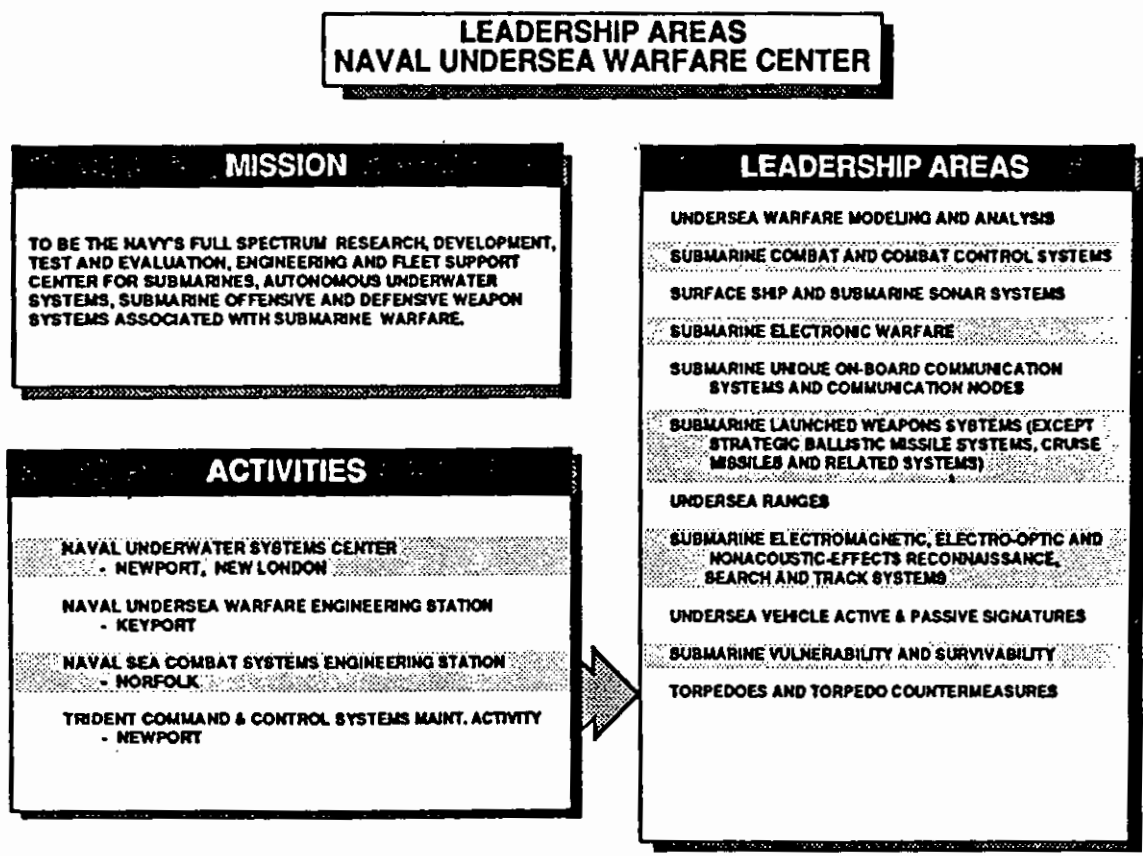 LEADERSHIP AREAS
NAVAL UNDERSEA WARFARE CENTER
MISSION
TO BE THE NAVY'S FULL SPECTRUM RESEARCH, DEVELOPMENT,
TEST AND EVALUATION, ENGINEERING AND FLEET SUPPORT
CENTER FOR SUBMARINES, AUTONOMOUS UNDERWATER
SYSTEMS, SUBMARINE OFFENSIVE AND DEFENSIVE WEAPON
SYSTEMS ASSOCIATED WITH SUBMARINE WARFARE.
ACTIVITIES
NAVAL UNDERWATER SYSTEMS CENTER
- NEWPORT, NEW LONDON
NAVAL UNDERSEA WARFARE ENGINEERING STATION
- KEYPORT
NAVAL SEA COMBAT SYSTEMS ENGINEERING STATION
- NORFOLK
TRIDENT COMMAND & CONTROL SYSTEMS MAINT. ACTIVITY
- NEWPORT
LEADERSHIP AREAS
UNDERSEA WARFARE MODELING AND ANALYSIS
SUBMARINE COMBAT AND COMBAT CONTROL SYSTEMS
SURFACE SHIP AND SUBMARINE SONAR SYSTEMS
SUBMARINE ELECTRONIC WARFARE
SUBMARINE UNIQUE ON-BOARD COMMUNICATION
SYSTEMS AND COMMUNICATION NODES
SUBMARINE LAUNCHED WEAPONS SYSTEMS (EXCEPT
STRATEGIC BALLISTIC MISSILE SYSTEMS, CRUISE
MISSILES AND RELATED SYSTEMS)
UNDERSEA RANGES
SUBMARINE ELECTROMAGNETIC, ELECTRO-OPTIC AND
NONACOUSTIC-EFFECTS RECONNAISSANCE,
SEARCH AND TRACK SYSTEMS
UNDERSEA VEHICLE ACTIVE & PASSIVE SIGNATURES
SUBMARINE VULNERABILITY AND SURVIVABILITY
TORPEDOES AND TORPEDO COUNTERMEASURES